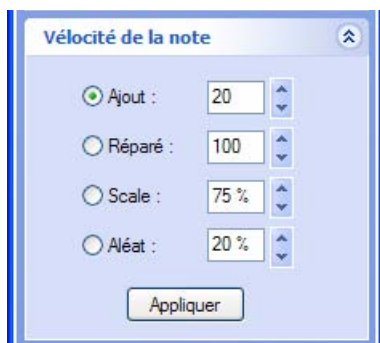 Vélocité de la note
Ajout : 20
Réparé : 100
Scale : 75 %
Aléat : 20 %
Appliquer